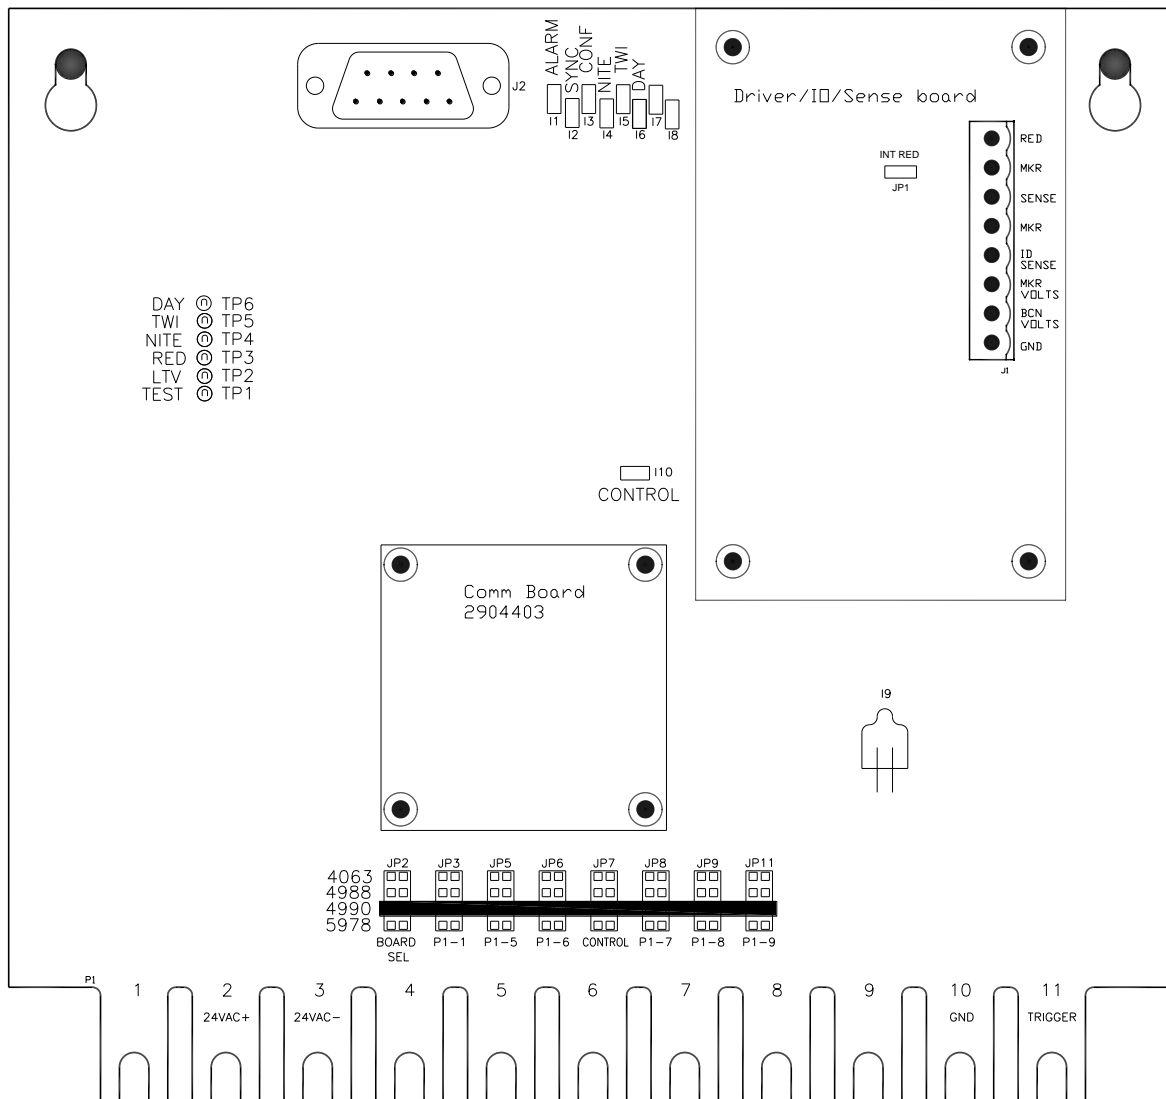 ALARM
SYNC
CONF
NITE
TWI
DAY
J2
I1
I2
I3
I4
I5
I6
I7
I8
Driver/IO/Sense board
INT RED
JP1
RED
MKR
SENSE
MKR
ID
SENSE
MKR
VOLTS
BCN
VOLTS
GND
J1
DAY TP6
TWI TP5
NITE TP4
RED TP3
LTV TP2
TEST TP1
I10
CONTROL
Comm Board
2904403
I9
JP2 JP3 JP5 JP6 JP7 JP8 JP9 JP11
4063
4988
4990
5978
BOARD SEL P1-1 P1-5 P1-6 CONTROL P1-7 P1-8 P1-9
P1
1 2 3 4 5 6 7 8 9 10 11
24VAC+ 24VAC- GND TRIGGER